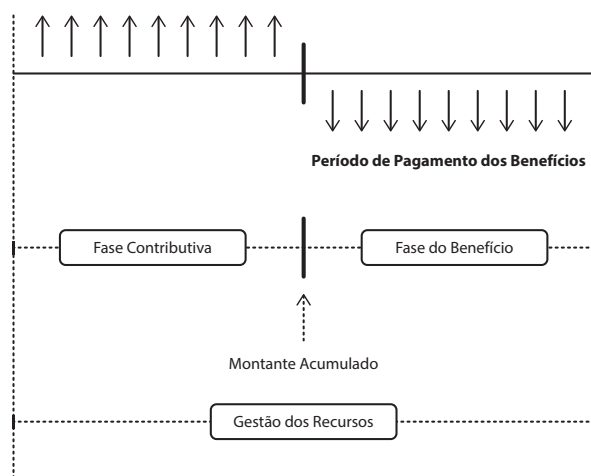 Período de Pagamento dos Benefícios
Fase Contributiva
Fase do Benefício
Montante Acumulado
Gestão dos Recursos